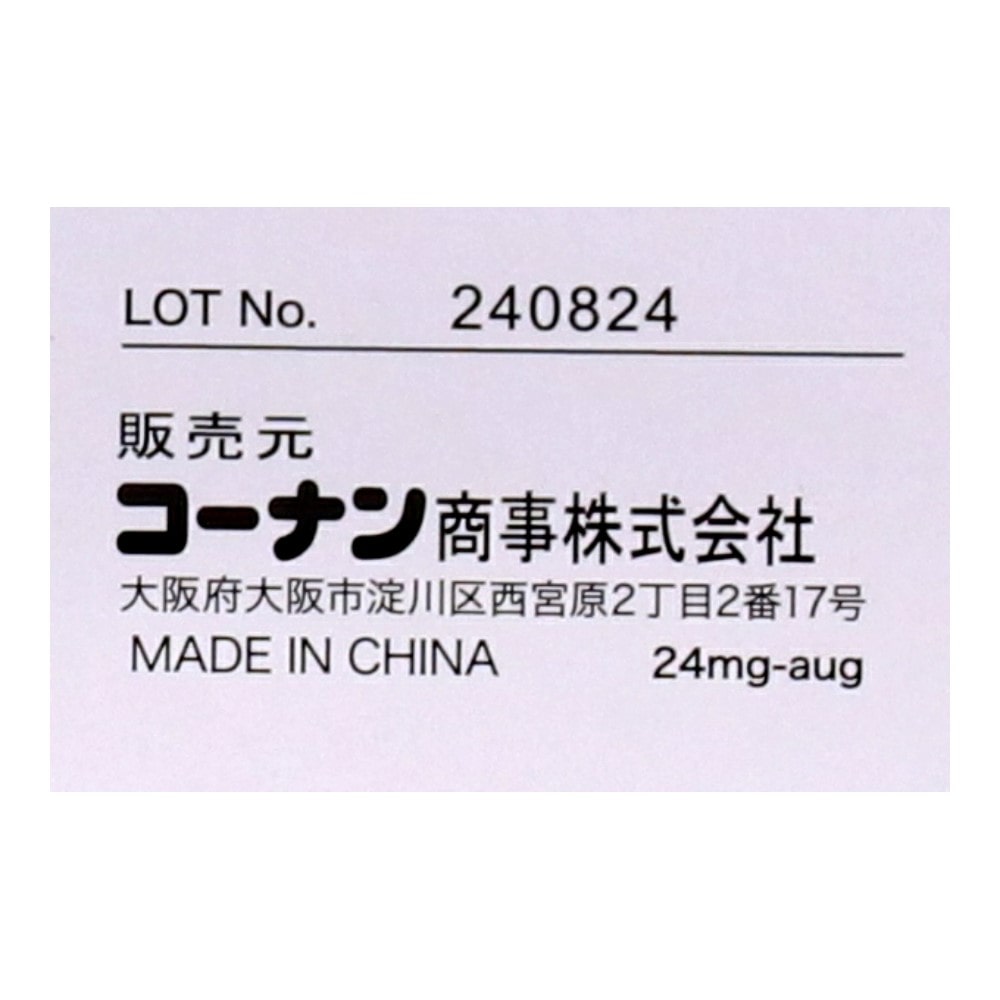 LOT No. 240824
販売元
コーナン商事株式会社
大阪府大阪市淀川区西宮原2丁目2番17号
MADE IN CHINA 24mg-aug